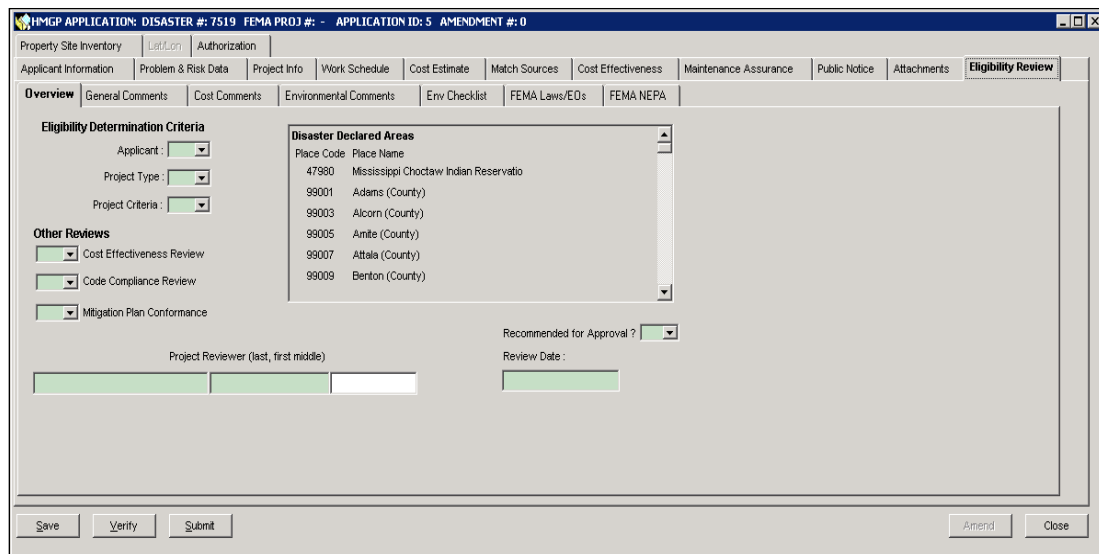 HMGP APPLICATION: DISASTER #: 7519 FEMA PROJ #: - APPLICATION ID: 5 AMENDMENT #: 0
Property Site Inventory Lat/Lon Authorization
Applicant Information Problem & Risk Data Project Info Work Schedule Cost Estimate Match Sources Cost Effectiveness Maintenance Assurance Public Notice Attachments Eligibility Review
Overview General Comments Cost Comments Environmental Comments Env Checklist FEMA Laws/EOs FEMA NEPA
Eligibility Determination Criteria
Applicant :
Project Type :
Project Criteria :
Disaster Declared Areas
Place Code Place Name
47980 Mississippi Choctaw Indian Reservatio
99001 Adams (County)
99003 Alcorn (County)
99005 Amite (County)
99007 Attala (County)
99009 Benton (County)
Other Reviews
Cost Effectiveness Review
Code Compliance Review
Mitigation Plan Conformance
Recommended for Approval ?
Project Reviewer (last, first middle)
Review Date :
Save Verify Submit Amend Close